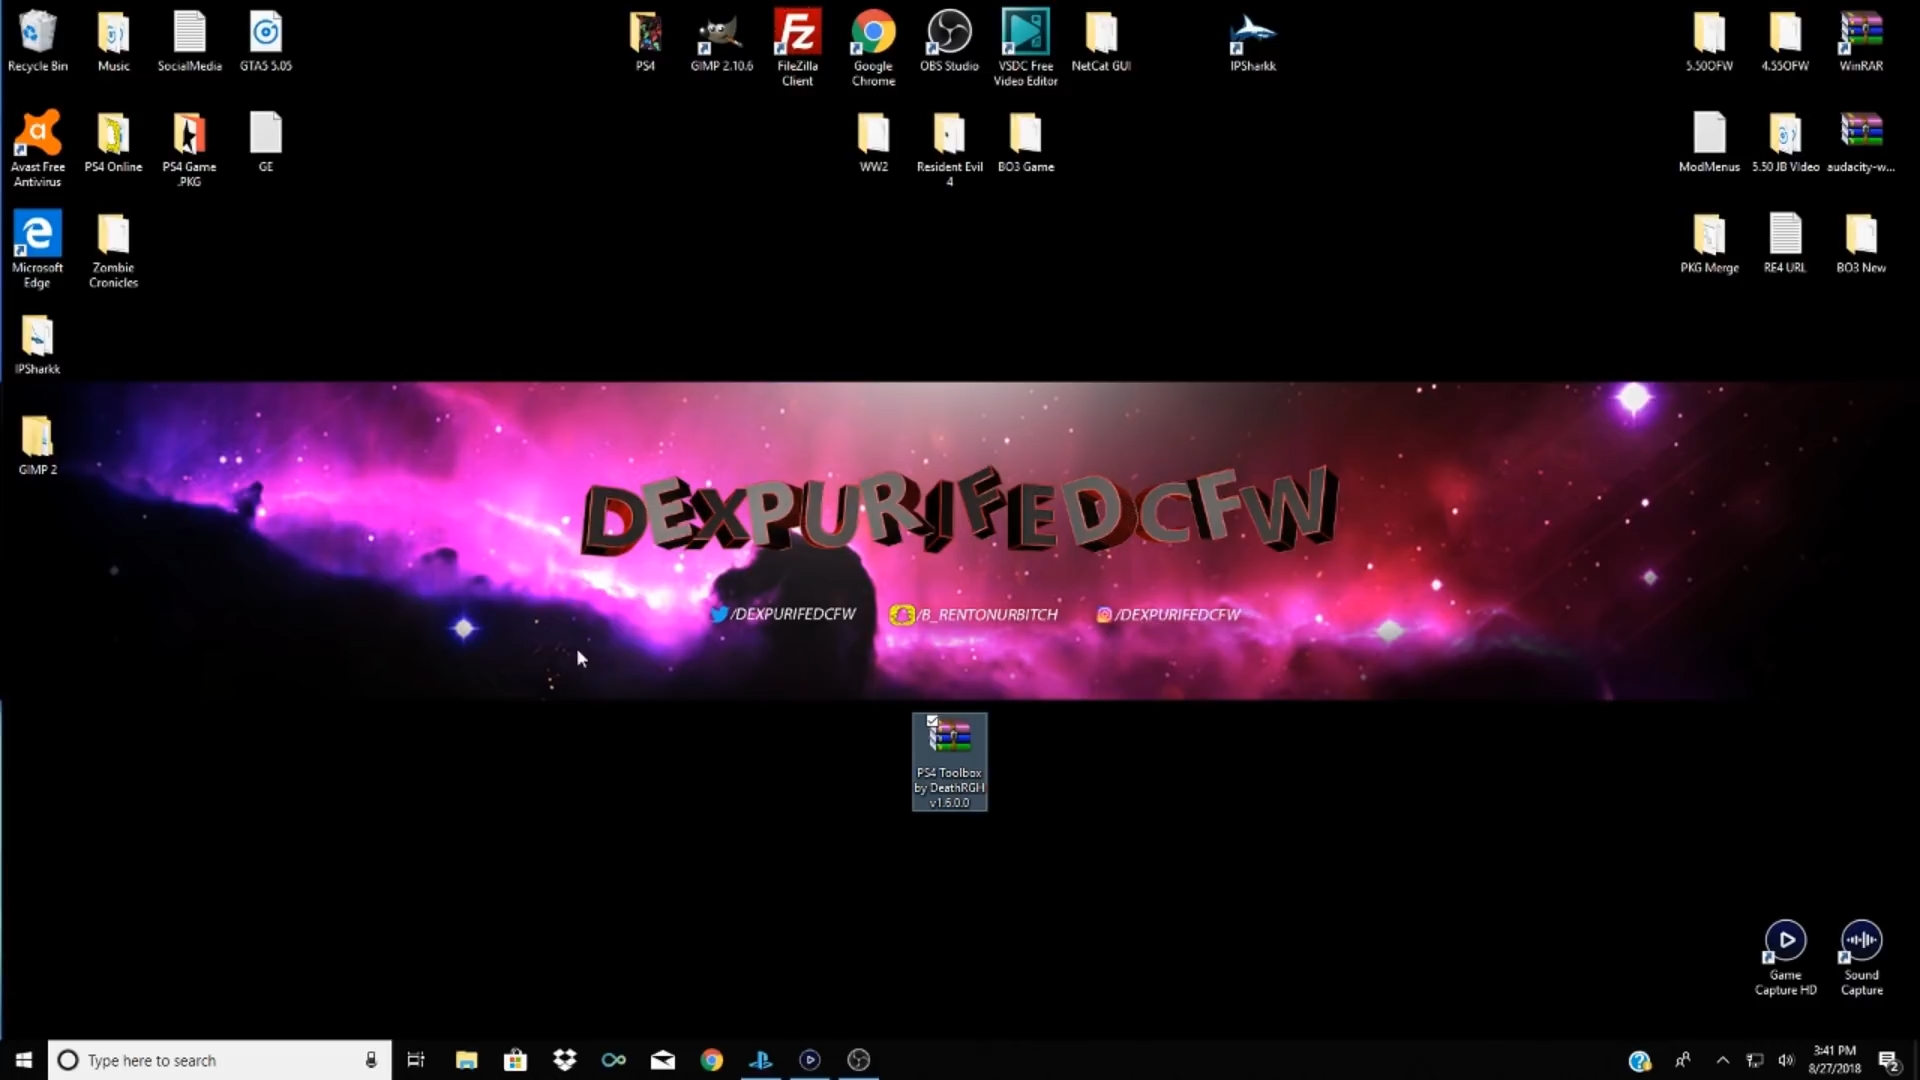 Recycle Bin
Music
SocialMedia
GTA5 5.05
PS4
GIMP 2.10.6
FileZilla
Client
Google
Chrome
OBS Studio
VSDC Free
Video Editor
NetCat GUI
IPSharkk
5.50OFW
4.55OFW
WinRAR
Avast Free
Antivirus
PS4 Online
PS4 Game
.PKG
GE
WW2
Resident Evil
4
BO3 Game
ModMenus
5.50 JB Video
audacity-w...
Microsoft
Edge
Zombie
Cronicles
PKG Merge
RE4 URL
BO3 New
IPSharkk
GIMP 2
DEXPURIFEDCFW
/DEXPURIFEDCFW
/B_RENTONURBITCH
/DEXPURIFEDCFW
PS4 Toolbox
by DeathRGH
v1.6.0.0
Game
Capture HD
Sound
Capture
Type here to search
3:41 PM
8/27/2018
2